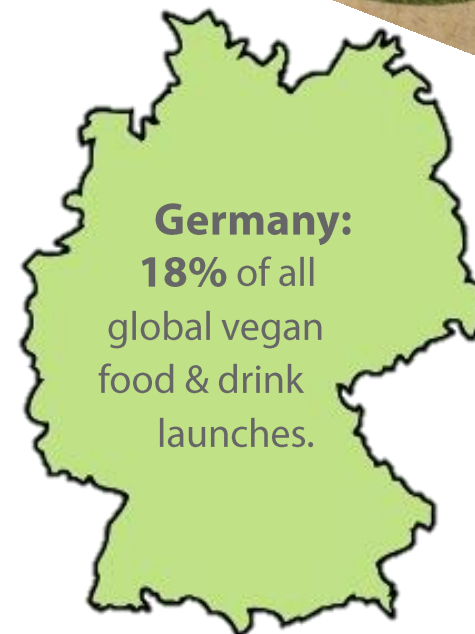 Germany:
18% of all
global vegan
food & drink
launches.